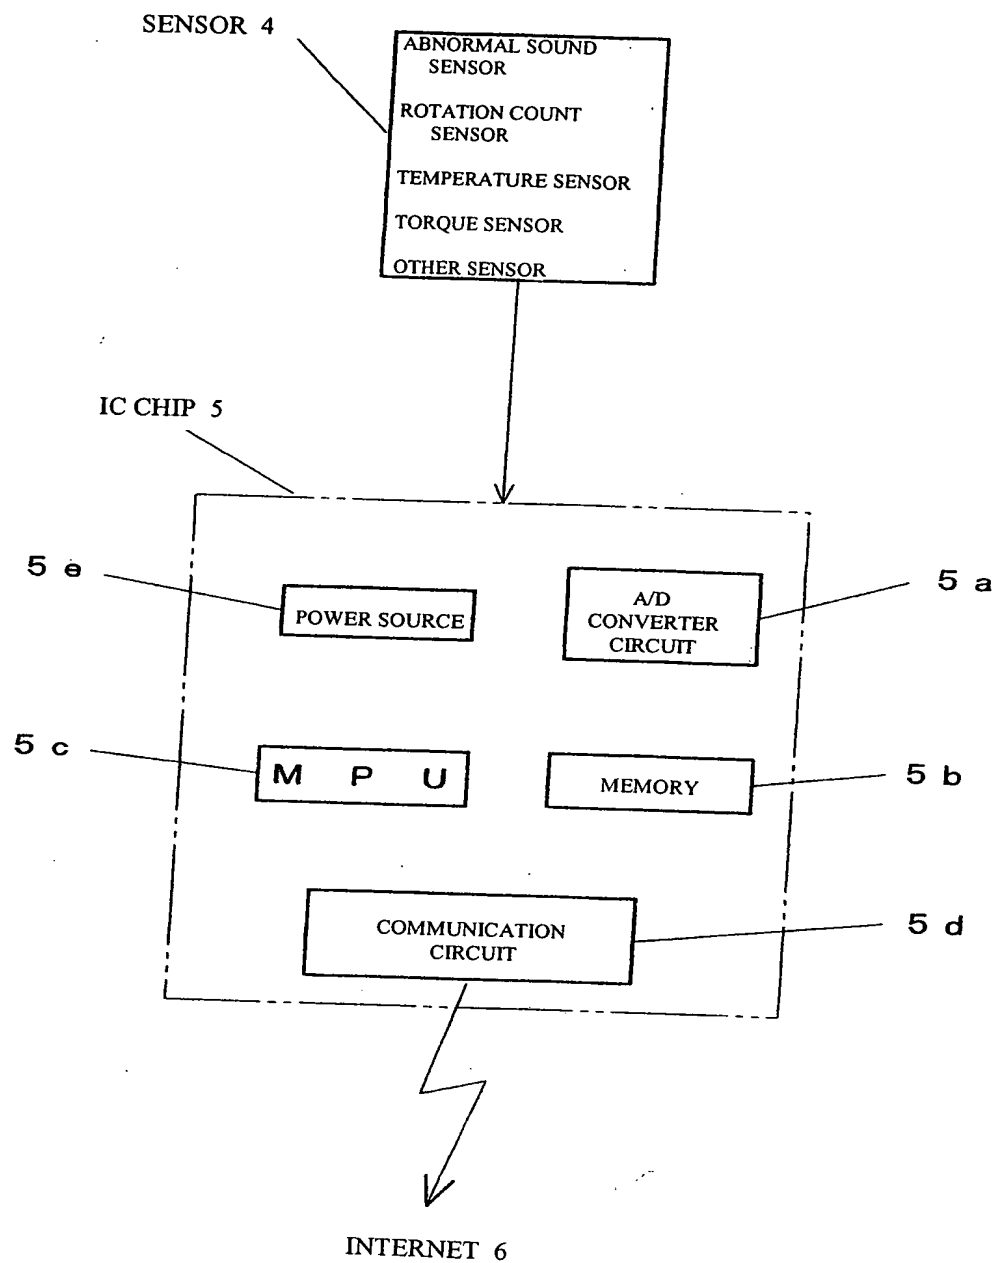 SENSOR 4
ABNORMAL SOUND
SENSOR
ROTATION COUNT
SENSOR
TEMPERATURE SENSOR
TORQUE SENSOR
OTHER SENSOR
IC CHIP 5
5 e
POWER SOURCE
A/D
CONVERTER
CIRCUIT
5 a
5 c
M P U
MEMORY
5 b
COMMUNICATION
CIRCUIT
5 d
INTERNET 6